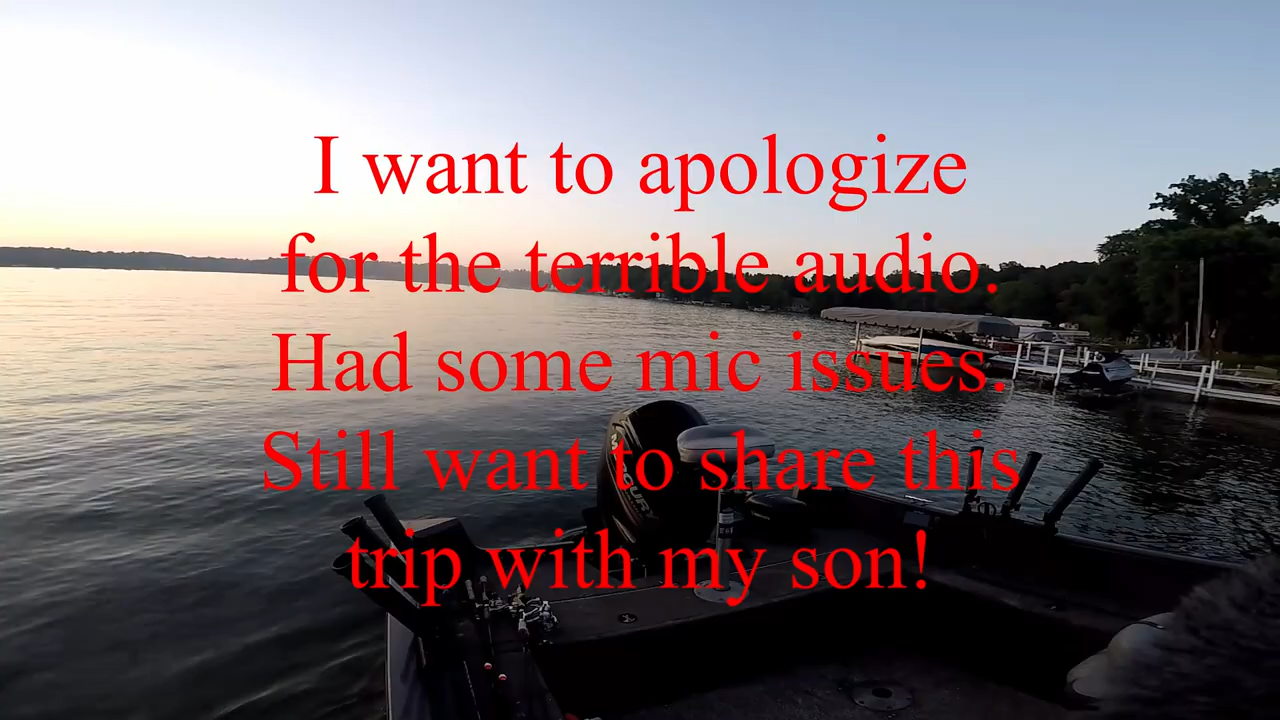 I want to apologize
for the terrible audio.
Had some mic issues.
Still want to share this
trip with my son!